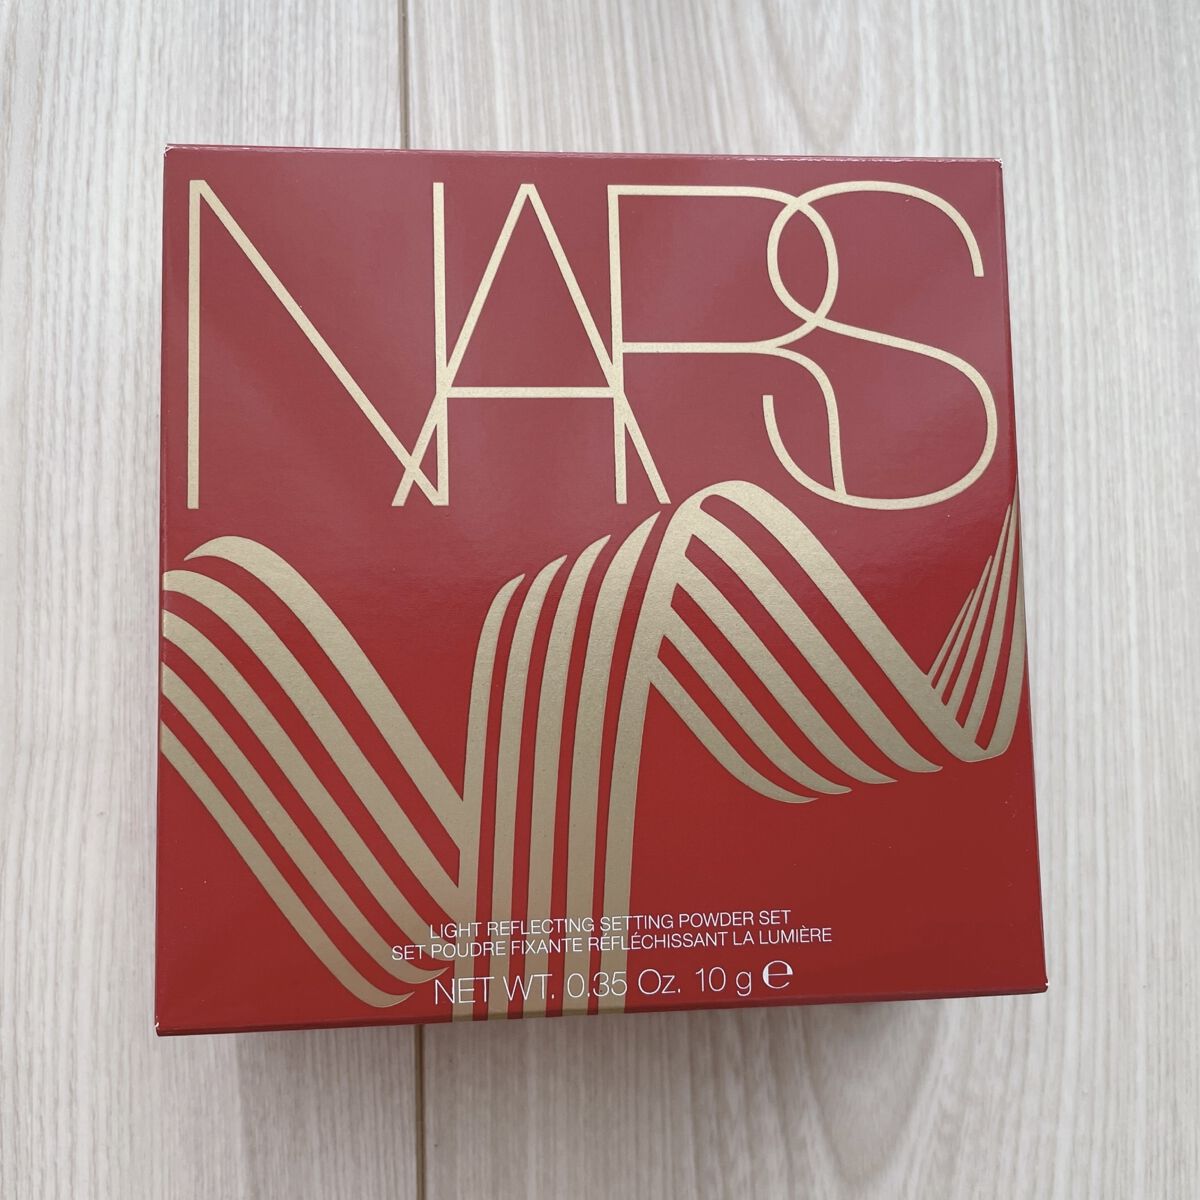 NARS
LIGHT REFLECTING SETTING POWDER SET
SET POUDRE FIXANTE RÉFLÉCHISSANT LA LUMIÈRE
NET WT. 0.35 Oz. 10 g ℮